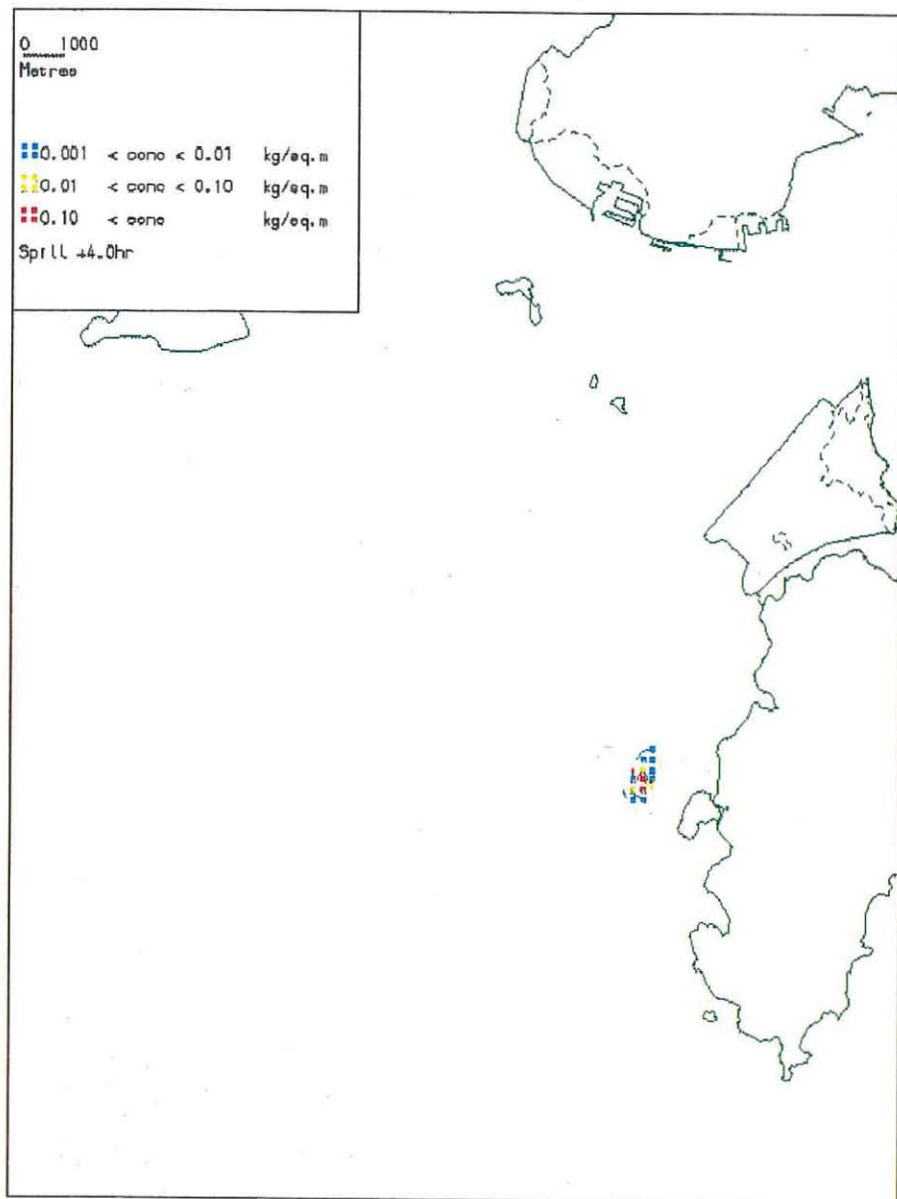 0 1000
Metres
0.001 < conc < 0.01 kg/sq.m
0.01 < conc < 0.10 kg/sq.m
0.10 < conc kg/sq.m
Spill +4.0hr